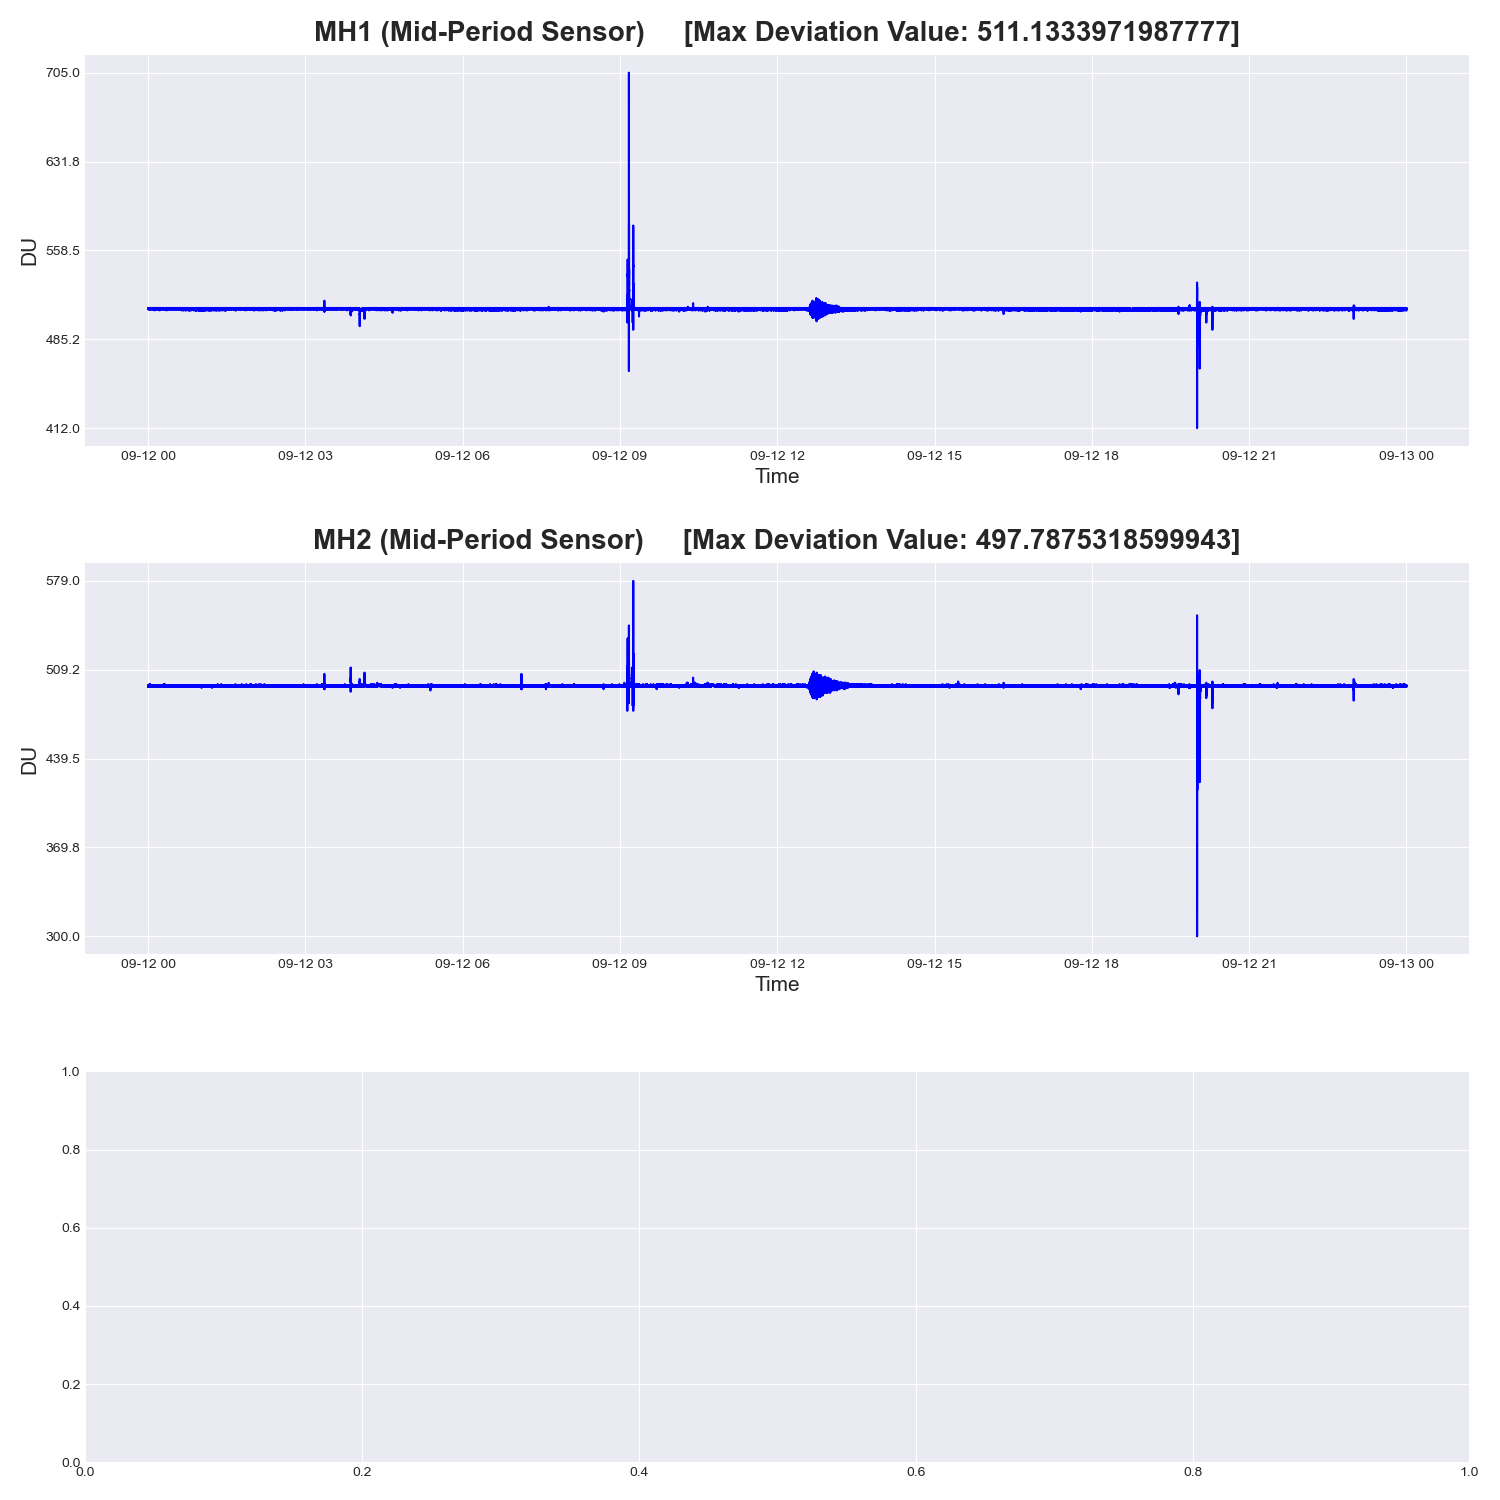 MH1 (Mid-Period Sensor) [Max Deviation Value: 511.1333971987777]
705.0
631.8
558.5
485.2
412.0
DU
09-12 00 09-12 03 09-12 06 09-12 09 09-12 12 09-12 15 09-12 18 09-12 21 09-13 00
Time
MH2 (Mid-Period Sensor) [Max Deviation Value: 497.7875318599943]
579.0
509.2
439.5
369.8
300.0
DU
09-12 00 09-12 03 09-12 06 09-12 09 09-12 12 09-12 15 09-12 18 09-12 21 09-13 00
Time
1.0
0.8
0.6
0.4
0.2
0.0
0.0 0.2 0.4 0.6 0.8 1.0